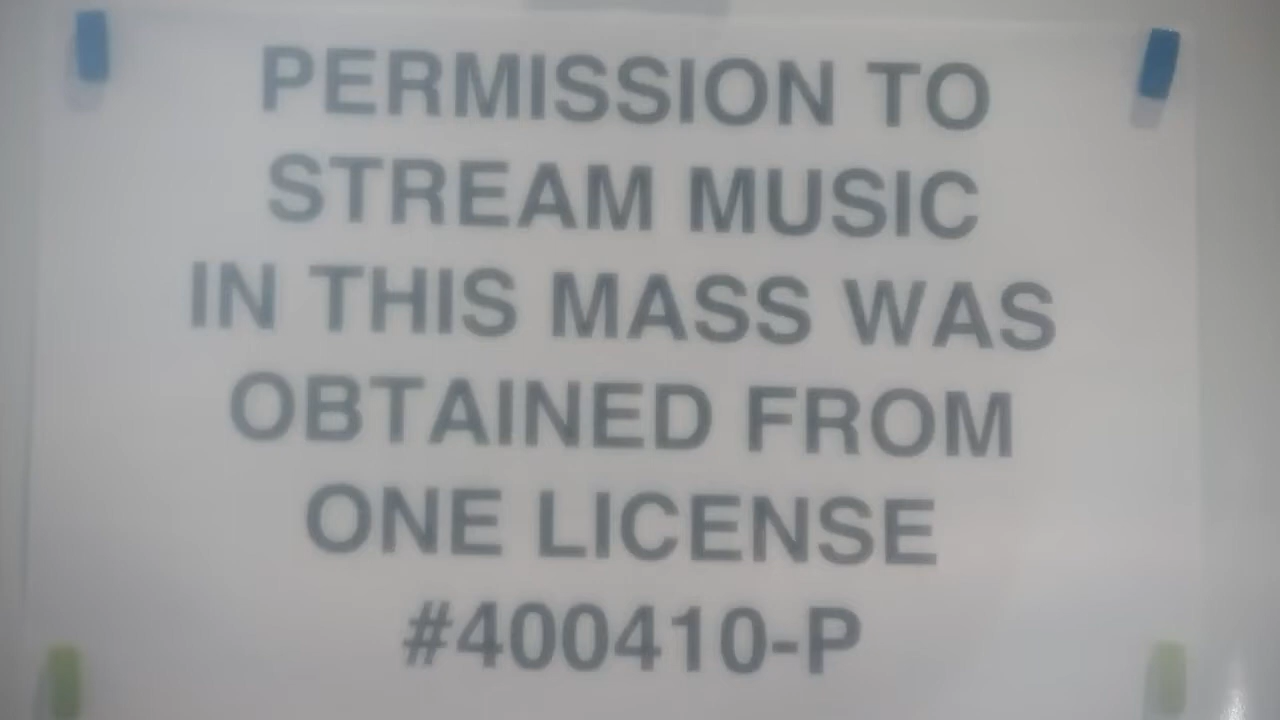 PERMISSION TO
STREAM MUSIC
IN THIS MASS WAS
OBTAINED FROM
ONE LICENSE
#400410-P